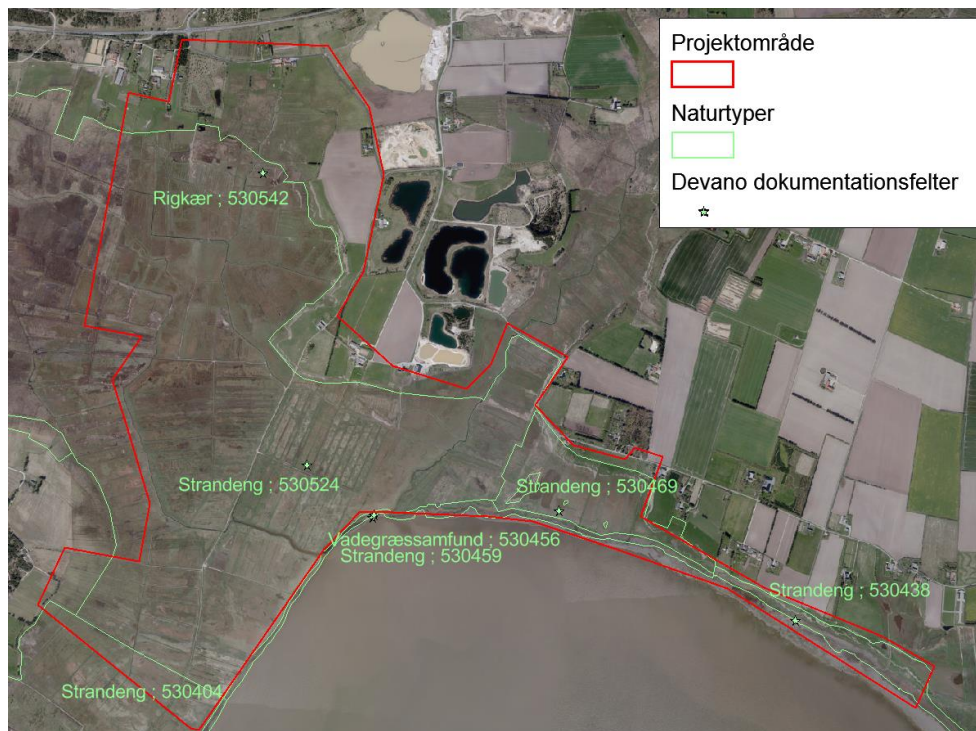 Projektområde
Naturtyper
Devano dokumentationsfelter
Rigkær ; 530542
Strandeng ; 530524
Strandeng ; 530469
Vadegræssamfund ; 530456
Strandeng ; 530459
Strandeng ; 530438
Strandeng ; 530404